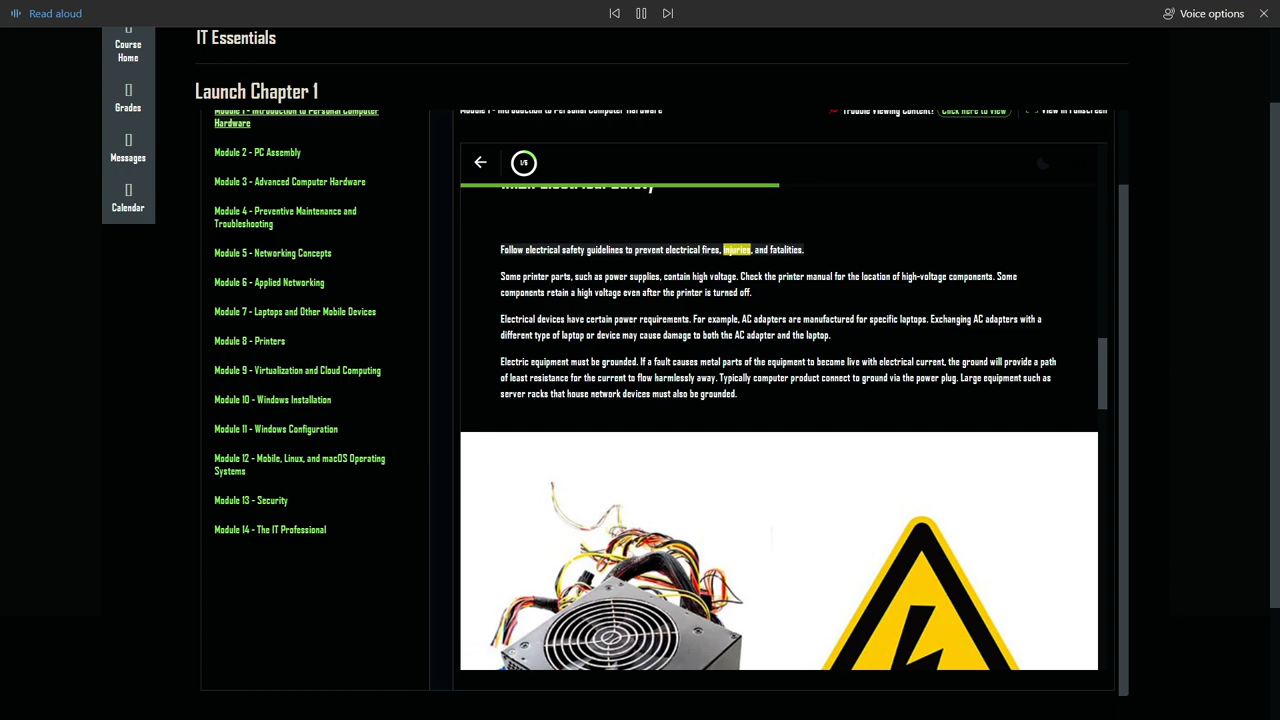 Read aloud
Voice options
IT Essentials
Course
Home
Grades
Messages
Calendar
Launch Chapter 1
Module 1 - Introduction to Personal Computer
Hardware
Module 2 - PC Assembly
Module 3 - Advanced Computer Hardware
Module 4 - Preventive Maintenance and
Troubleshooting
Module 5 - Networking Concepts
Module 6 - Applied Networking
Module 7 - Laptops and Other Mobile Devices
Module 8 - Printers
Module 9 - Virtualization and Cloud Computing
Module 10 - Windows Installation
Module 11 - Windows Configuration
Module 12 - Mobile, Linux, and macOS Operating
Systems
Module 13 - Security
Module 14 - The IT Professional
Module 1 - Introduction to Personal Computer Hardware
Trouble Viewing Content? Click Here to View
View in Fullscreen
Electrical Safety
Follow electrical safety guidelines to prevent electrical fires, injuries, and fatalities.
Some printer parts, such as power supplies, contain high voltage. Check the printer manual for the location of high-voltage components. Some
components retain a high voltage even after the printer is turned off.
Electrical devices have certain power requirements. For example, AC adapters are manufactured for specific laptops. Exchanging AC adapters with a
different type of laptop or device may cause damage to both the AC adapter and the laptop.
Electric equipment must be grounded. If a fault causes metal parts of the equipment to become live with electrical current, the ground will provide a path
of least resistance for the current to flow harmlessly away. Typically computer product connect to ground via the power plug. Large equipment such as
server racks that house network devices must also be grounded.